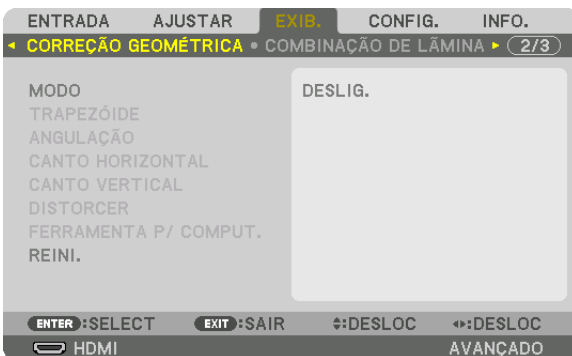 ENTRADA AJUSTAR EXIB. CONFIG. INFO.
CORREÇÃO GEOMÉTRICA • COMBINAÇÃO DE LÃMINA 2/3
MODO DESLIG.
TRAPEZÓIDE
ANGULAÇÃO
CANTO HORIZONTAL
CANTO VERTICAL
DISTORCER
FERRAMENTA P/ COMPUT.
REINI.
ENTER :SELECT EXIT :SAIR :DESLOC :DESLOC
HDMI AVANÇADO